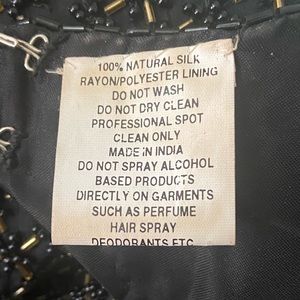 100% NATURAL SILK
RAYON/POLYESTER LINING
DO NOT WASH
DO NOT DRY CLEAN
PROFESSIONAL SPOT
CLEAN ONLY
MADE IN INDIA
DO NOT SPRAY ALCOHOL
BASED PRODUCTS
DIRECTLY ON GARMENTS
SUCH AS PERFUME
HAIR SPRAY
DEODORANTS ETC